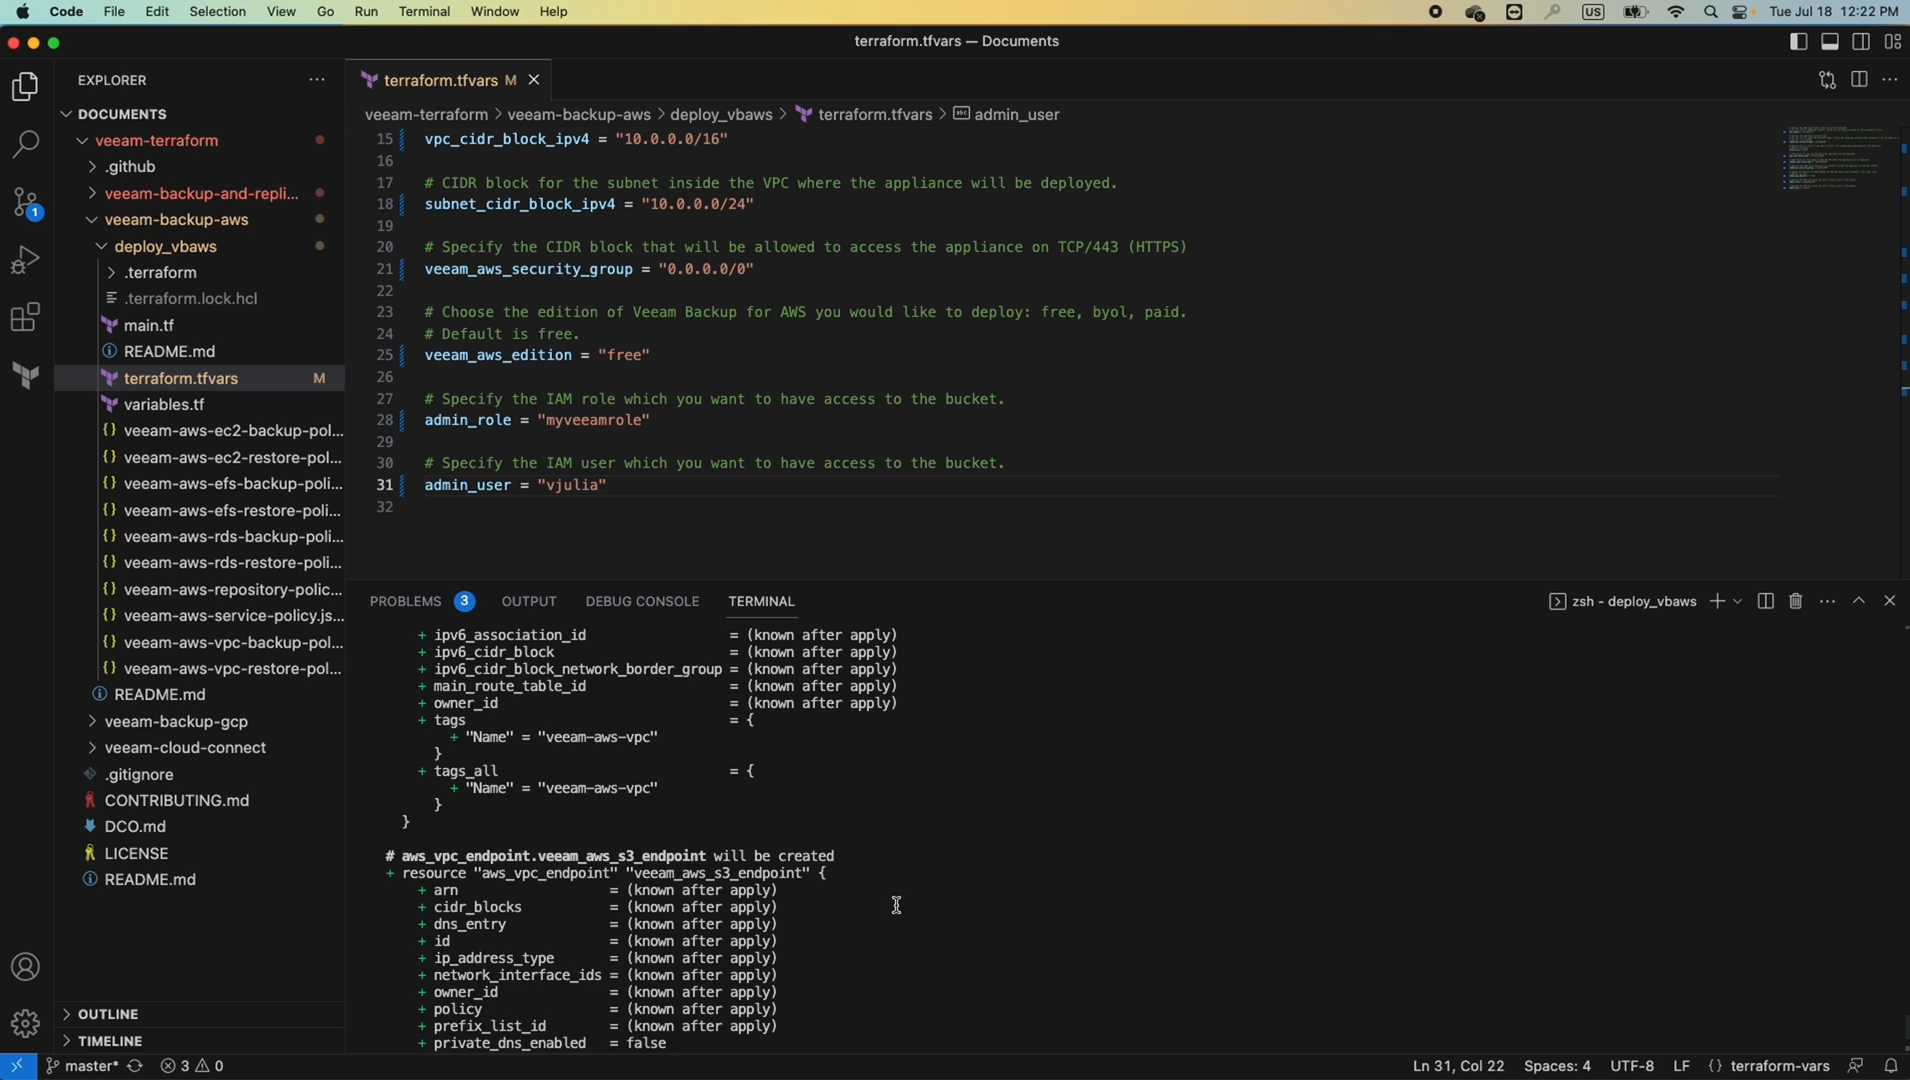 Code File Edit Selection View Go Run Terminal Window Help
US
Tue Jul 18 12:22 PM
terraform.tfvars — Documents
EXPLORER
terraform.tfvars M
DOCUMENTS
veeam-terraform > veeam-backup-aws > deploy_vbaws > terraform.tfvars > admin_user
veeam-terraform
.github
veeam-backup-and-repli...
veeam-backup-aws
deploy_vbaws
.terraform
.terraform.lock.hcl
main.tf
README.md
terraform.tfvars M
variables.tf
veeam-aws-ec2-backup-pol...
veeam-aws-ec2-restore-pol...
veeam-aws-efs-backup-poli...
veeam-aws-efs-restore-poli...
veeam-aws-rds-backup-poli...
veeam-aws-rds-restore-poli...
veeam-aws-repository-polic...
veeam-aws-service-policy.js...
veeam-aws-vpc-backup-pol...
veeam-aws-vpc-restore-pol...
README.md
veeam-backup-gcp
veeam-cloud-connect
.gitignore
CONTRIBUTING.md
DCO.md
LICENSE
README.md
OUTLINE
TIMELINE
1
15 vpc_cidr_block_ipv4 = "10.0.0.0/16"
16
17 # CIDR block for the subnet inside the VPC where the appliance will be deployed.
18 subnet_cidr_block_ipv4 = "10.0.0.0/24"
19
20 # Specify the CIDR block that will be allowed to access the appliance on TCP/443 (HTTPS)
21 veeam_aws_security_group = "0.0.0.0/0"
22
23 # Choose the edition of Veeam Backup for AWS you would like to deploy: free, byol, paid.
24 # Default is free.
25 veeam_aws_edition = "free"
26
27 # Specify the IAM role which you want to have access to the bucket.
28 admin_role = "myveeamrole"
29
30 # Specify the IAM user which you want to have access to the bucket.
31 admin_user = "vjulia"
32
PROBLEMS 3 OUTPUT DEBUG CONSOLE TERMINAL
zsh - deploy_vbaws
+ ipv6_association_id = (known after apply)
+ ipv6_cidr_block = (known after apply)
+ ipv6_cidr_block_network_border_group = (known after apply)
+ main_route_table_id = (known after apply)
+ owner_id = (known after apply)
+ tags = {
+ "Name" = "veeam-aws-vpc"
}
+ tags_all = {
+ "Name" = "veeam-aws-vpc"
}
}
# aws_vpc_endpoint.veeam_aws_s3_endpoint will be created
+ resource "aws_vpc_endpoint" "veeam_aws_s3_endpoint" {
+ arn = (known after apply)
+ cidr_blocks = (known after apply)
+ dns_entry = (known after apply)
+ id = (known after apply)
+ ip_address_type = (known after apply)
+ network_interface_ids = (known after apply)
+ owner_id = (known after apply)
+ policy = (known after apply)
+ prefix_list_id = (known after apply)
+ private_dns_enabled = false
master* 3 0
Ln 31, Col 22 Spaces: 4 UTF-8 LF {} terraform-vars